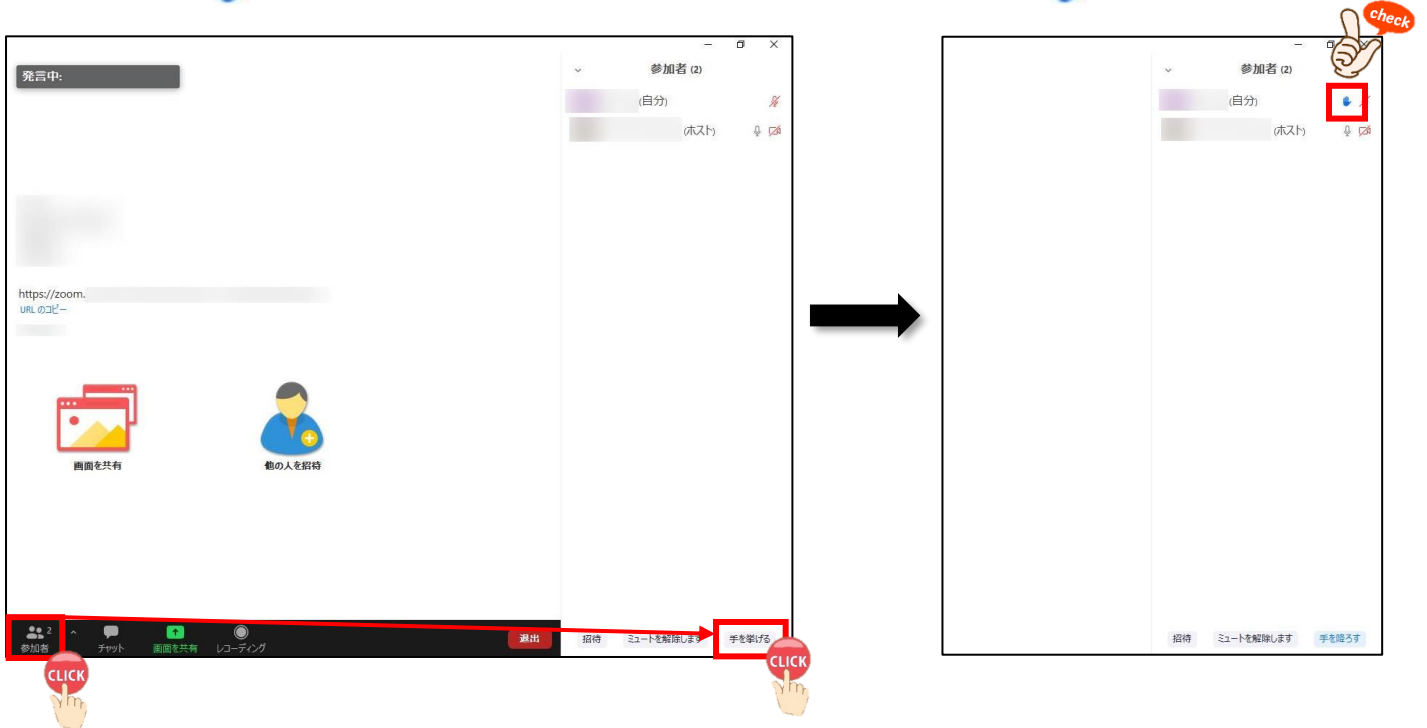 発言中:
参加者 (2)
(自分)
(ホスト)
https://zoom.
URL のコピー
画面を共有
他の人を招待
2
参加者
チャット
画面を共有
レコーディング
退出
招待
ミュートを解除します
手を挙げる
CLICK
CLICK
check
参加者 (2)
(自分)
(ホスト)
招待
ミュートを解除します
手を降ろす